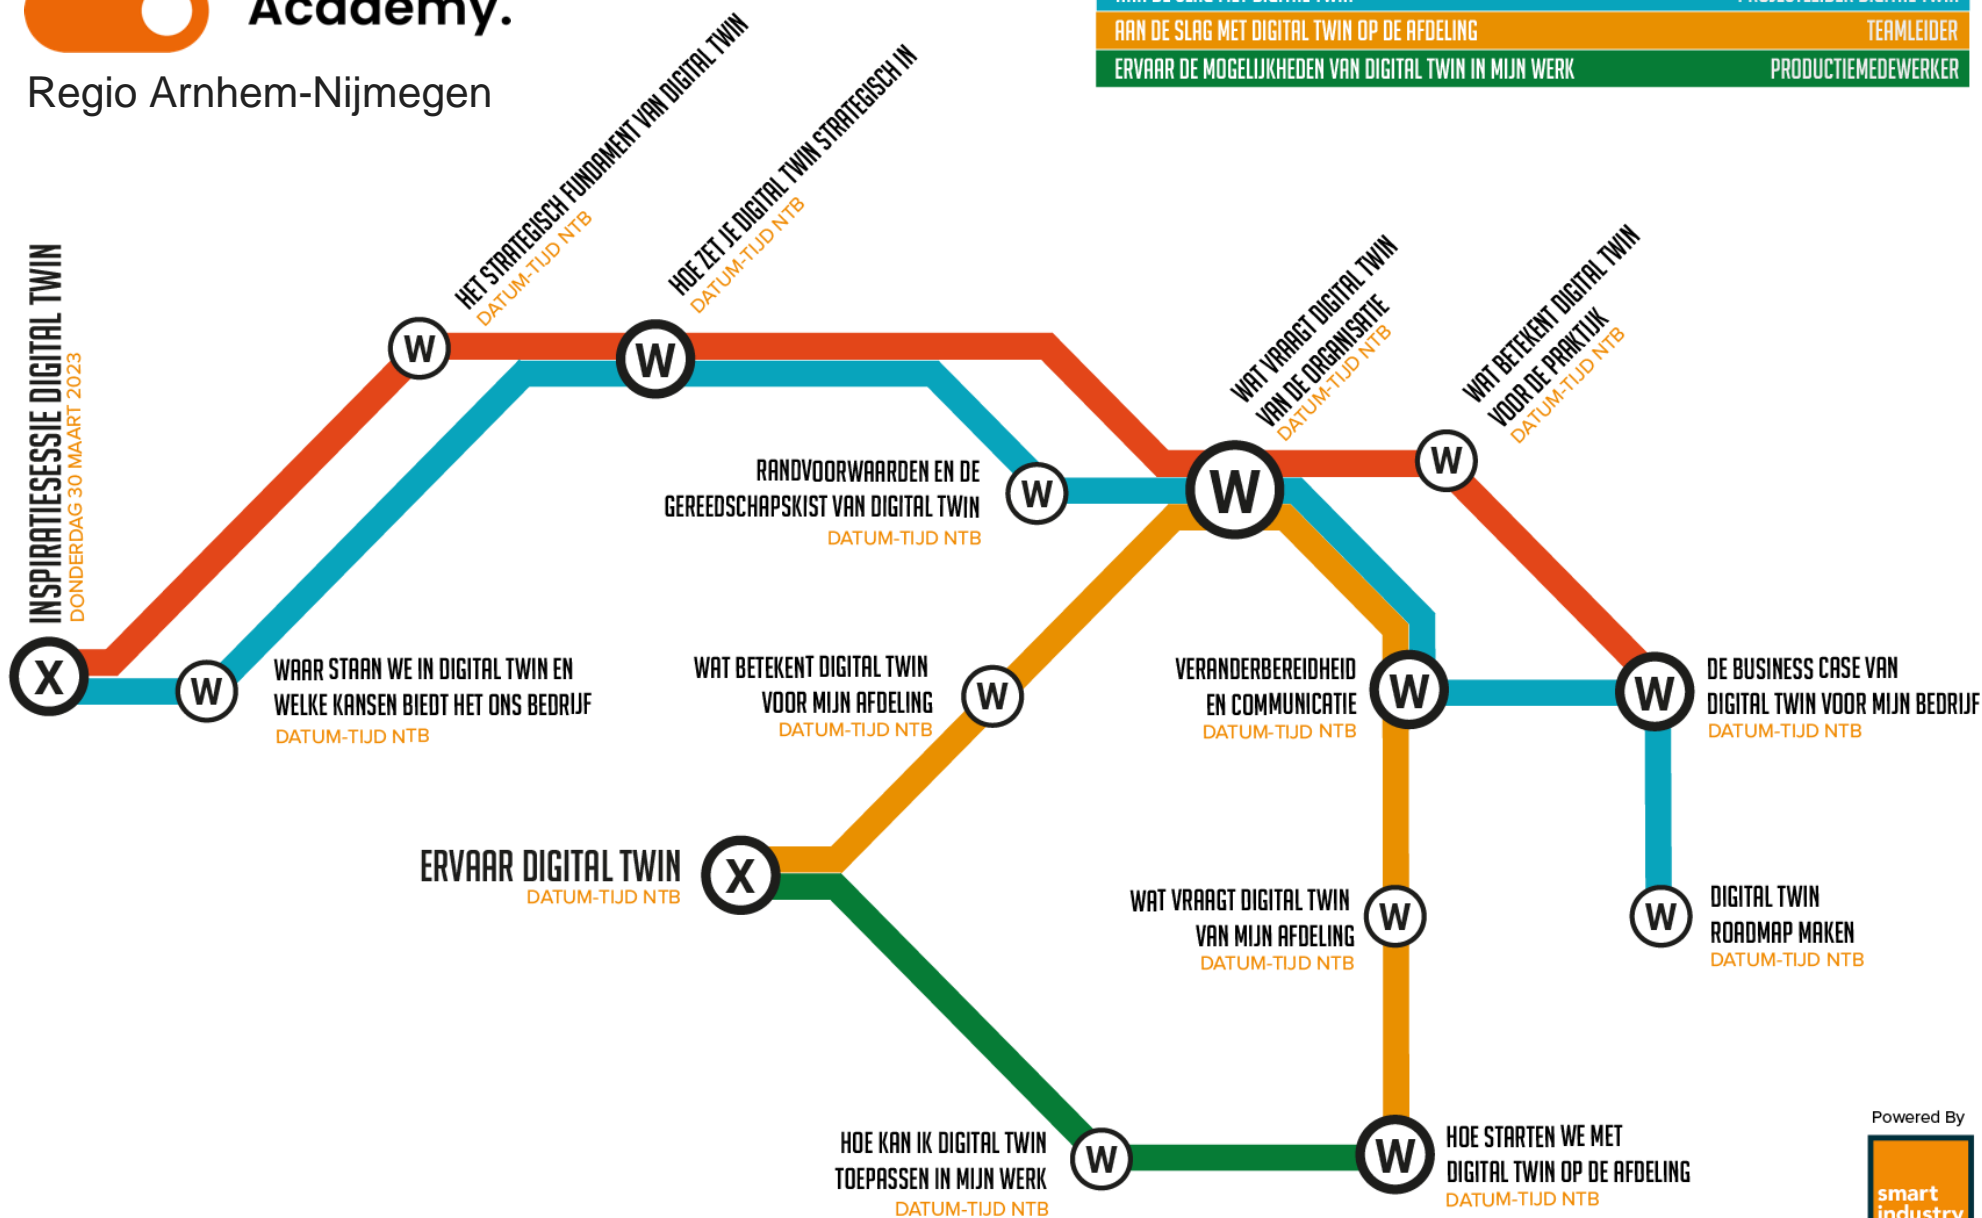 Academy.
Regio Arnhem-Nijmegen
AAN DE SLAG MET DIGITAL TWIN
PROJECTLEIDER DIGITAL TWIN
AAN DE SLAG MET DIGITAL TWIN OP DE AFDELING
TEAMLEIDER
ERVAAR DE MOGELIJKHEDEN VAN DIGITAL TWIN IN MIJN WERK
PRODUCTIEMEDEWERKER
INSPIRATIESESSIE DIGITAL TWIN
DONDERDAG 30 MAART 2023
X
W
WAAR STAAN WE IN DIGITAL TWIN EN
WELKE KANSEN BIEDT HET ONS BEDRIJF
DATUM-TIJD NTB
HET STRATEGISCH FUNDAMENT VAN DIGITAL TWIN
DATUM-TIJD NTB
W
HOE ZET JE DIGITAL TWIN STRATEGISCH IN
DATUM-TIJD NTB
W
RANDVOORWAARDEN EN DE
GEREEDSCHAPSKIST VAN DIGITAL TWIN
DATUM-TIJD NTB
W
WAT VRAAGT DIGITAL TWIN
VAN DE ORGANISATIE
DATUM-TIJD NTB
W
WAT BETEKENT DIGITAL TWIN
VOOR DE PRAKTIJK
DATUM-TIJD NTB
W
WAT BETEKENT DIGITAL TWIN
VOOR MIJN AFDELING
DATUM-TIJD NTB
W
VERANDERBEREIDHEID
EN COMMUNICATIE
DATUM-TIJD NTB
W
W
DE BUSINESS CASE VAN
DIGITAL TWIN VOOR MIJN BEDRIJF
DATUM-TIJD NTB
ERVAAR DIGITAL TWIN
DATUM-TIJD NTB
X
WAT VRAAGT DIGITAL TWIN
VAN MIJN AFDELING
DATUM-TIJD NTB
W
W
DIGITAL TWIN
ROADMAP MAKEN
DATUM-TIJD NTB
HOE KAN IK DIGITAL TWIN
TOEPASSEN IN MIJN WERK
DATUM-TIJD NTB
W
W
HOE STARTEN WE MET
DIGITAL TWIN OP DE AFDELING
DATUM-TIJD NTB
Powered By
smart
industry